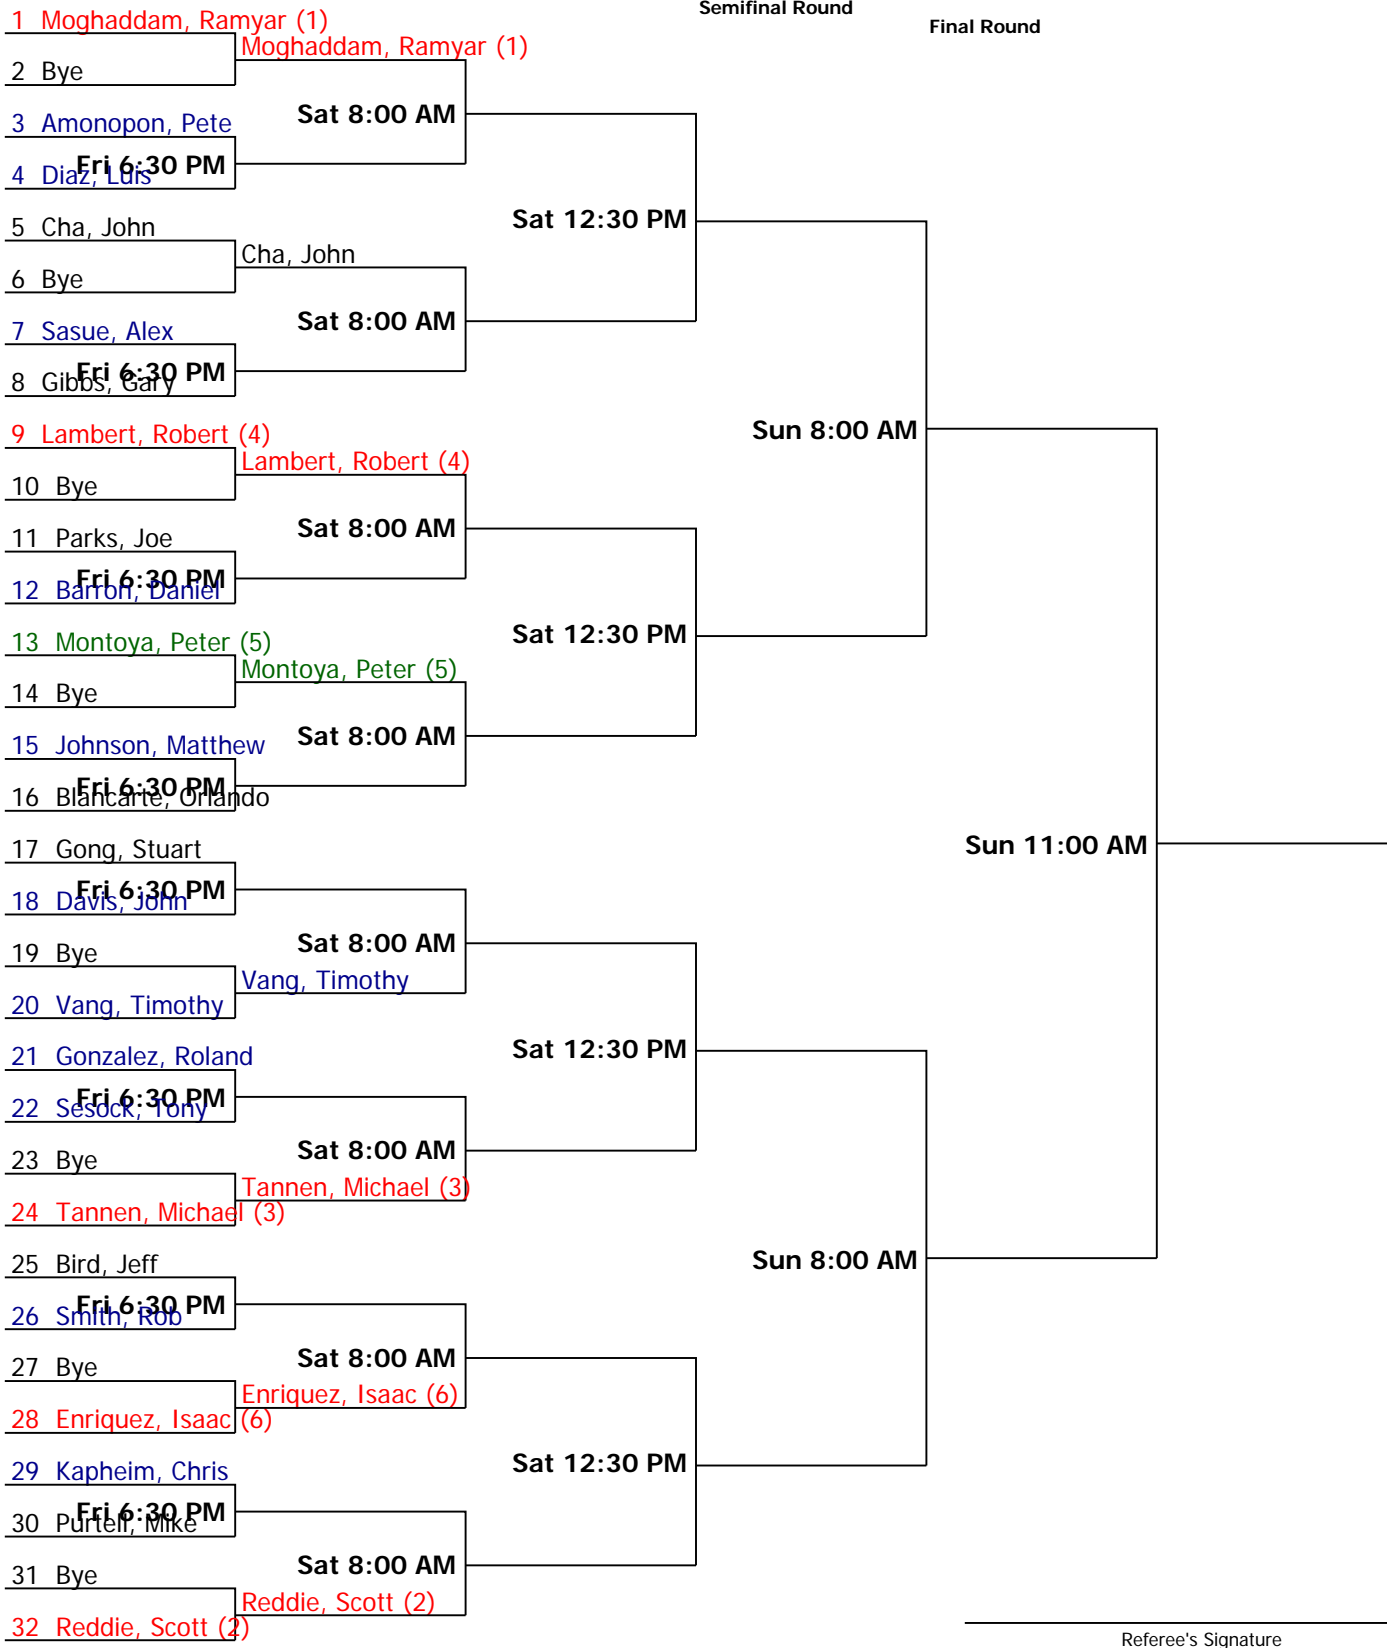 Semifinal Round
Final Round
1 Moghaddam, Ramyar (1)
Moghaddam, Ramyar (1)
2 Bye
Sat 8:00 AM
3 Amonopon, Pete
Fri 6:30 PM
4 Diaz, Luis
Sat 12:30 PM
5 Cha, John
Cha, John
6 Bye
Sat 8:00 AM
7 Sasue, Alex
Fri 6:30 PM
8 Gibbs, Gary
Sun 8:00 AM
9 Lambert, Robert (4)
Lambert, Robert (4)
10 Bye
Sat 8:00 AM
11 Parks, Joe
Fri 6:30 PM
12 Barron, Daniel
Sat 12:30 PM
13 Montoya, Peter (5)
Montoya, Peter (5)
14 Bye
Sat 8:00 AM
15 Johnson, Matthew
Fri 6:30 PM
16 Blancarte, Orlando
Sun 11:00 AM
17 Gong, Stuart
Fri 6:30 PM
18 Davis, John
Sat 8:00 AM
19 Bye
Vang, Timothy
20 Vang, Timothy
Sat 12:30 PM
21 Gonzalez, Roland
Fri 6:30 PM
22 Sesock, Tony
Sat 8:00 AM
23 Bye
Tannen, Michael (3)
24 Tannen, Michael (3)
Sun 8:00 AM
25 Bird, Jeff
Fri 6:30 PM
26 Smith, Rob
Sat 8:00 AM
27 Bye
Enriquez, Isaac (6)
28 Enriquez, Isaac (6)
Sat 12:30 PM
29 Kapheim, Chris
Fri 6:30 PM
30 Purtell, Mike
Sat 8:00 AM
31 Bye
Reddie, Scott (2)
32 Reddie, Scott (2)
Referee's Signature